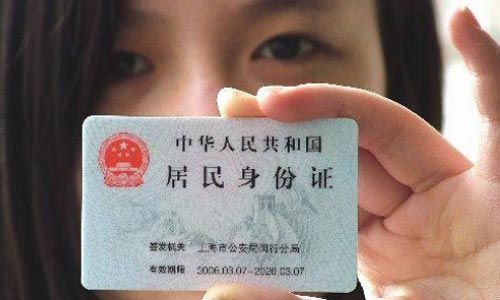 中华人民共和国
居民身份证
签发机关 上海市公安局闵行分局
有效期限 2006.03.07-2026.03.07